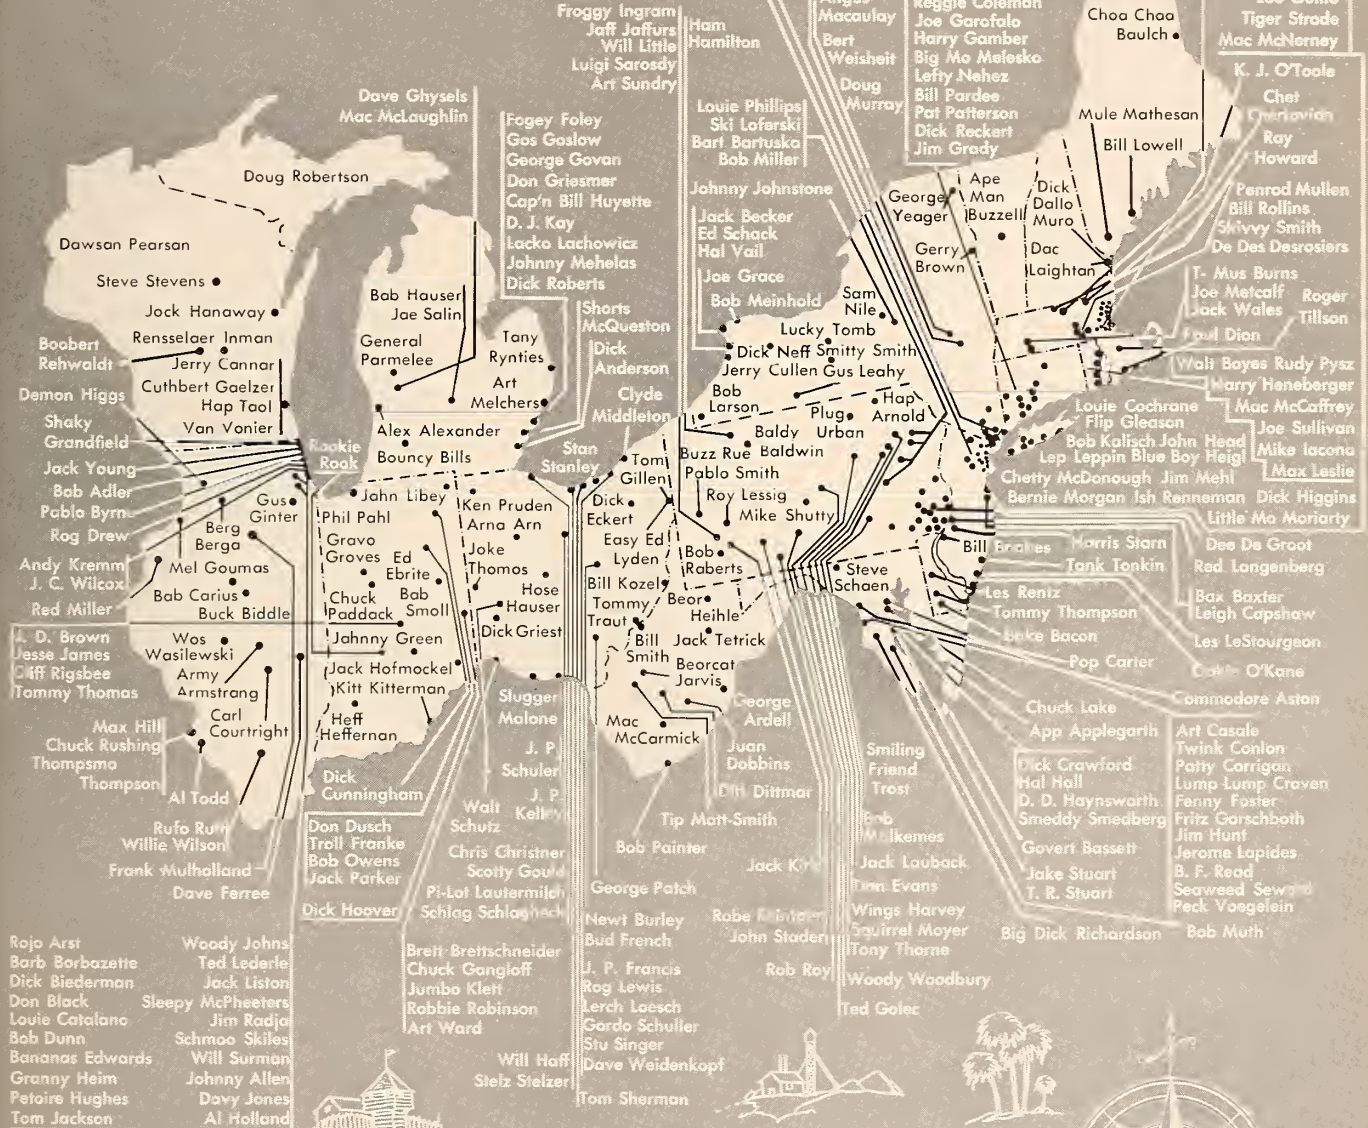 Froggy Ingram
Jaff Jaffurs
Will Little
Luigi Sarosdy
Art Sundry
Ham
Hamilton
Macaulay
Bert
Weisheit
Doug
Murray
Reggie Coleman
Joe Garofalo
Harry Gamber
Big Mo Melesko
Lefty Nehez
Bill Pardee
Pat Patterson
Dick Reckert
Jim Grady
Choa Chaa
Baulch
Tiger Strode
Mac McNerney
K. J. O'Toole
Chet
Ray
Howard
Mule Mathesan
Bill Lowell
Penrod Mullen
Bill Rollins
Skivvy Smith
De Des Desrosiers
T- Mus Burns
Joe Metcalf
Jack Wales
Roger
Tillson
Paul Dion
Walt Boyes Rudy Pysz
Harry Heneberger
Mac McCaffrey
Joe Sullivan
Mike Iacona
Max Leslie
Dave Ghysels
Mac McLaughlin
Fogey Foley
Gos Goslow
George Govan
Don Griesmer
Cap'n Bill Huyette
D. J. Kay
Lacko Lachowicz
Johnny Mehelas
Dick Roberts
Louie Phillips
Ski Loferski
Bart Bartuska
Bob Miller
Johnny Johnstone
Jack Becker
Ed Schack
Hal Vail
Joe Grace
Bob Meinhold
Doug Robertson
Dawsan Pearsan
Steve Stevens
Jock Hanaway
Rensselaer Inman
Jerry Cannar
Cuthbert Gaelzer
Hap Taol
Van Vonier
Boobert
Rehwaldt
Demon Higgs
Shaky
Grandfield
Jack Young
Bob Adler
Pablo Byrne
Rog Drew
Andy Kremm
J. C. Wilcox
Red Miller
J. D. Brown
Jesse James
Cliff Rigsbee
Tommy Thomas
Max Hill
Chuck Rushing
Thompsmo
Thompson
Al Todd
Rufo
Willie Wilson
Frank Mulholland
Dave Ferree
Rookie
Rook
Gus
Ginter
Berg
Berga
Mel Goumas
Bab Carius
Buck Biddle
Wos
Wasilewski
Army
Armstrang
Carl
Courtright
Bab Hauser
Jae Salin
General
Parmelee
Tany
Rynties
Art
Melchers
Alex Alexander
Bouncy Bills
Shorts
McQueston
Dick
Anderson
Clyde
Middleton
Stan
Stanley
Jahn Libey
Phil Pahl
Gravo
Groves
Ed
Ebrite
Bab
Smoll
Chuck
Paddack
Jahnny Green
Jack Hofmockel
Kitt Kitterman
Heff
Heffernan
Ken Pruden
Arna Arn
Joke
Thomos
Hose
Hauser
Dick Griest
Tom
Gillen
Dick
Eckert
Easy Ed
Lyden
Bill Kozel
Tommy
Traut
Bill
Smith
Sam
Nile
Lucky Tomb
Dick Neff Smitty Smith
Jerry Cullen Gus Leahy
Bob
Larson
Hap
Arnold
Plug
Urban
Baldy
Baldwin
Buzz Rue
Pablo Smith
Roy Lessig
Mike Shutty
Bob
Roberts
Beor
Heihle
Jack Tetrick
Beorcat
Jarvis
Mac
McCarmick
Steve
Schaen
George
Yeager
Ape
Man
Buzzell
Gerry
Brown
Dick
Dallo
Muro
Dac
Laightan
Louie Cochrane
Flip Gleason
Bob Kalisch John Head
Lep Leppin Blue Boy Heigl
Chetty McDonough Jim Mehl
Bernie Morgan Ish Renneman Dick Higgins
Little Mo Moriarty
Bill
Harris Starn
Tank Tonkin
Dee De Groot
Red Langenberg
Bax Baxter
Leigh Capshaw
Les Reniz
Tommy Thompson
Les LeStourgeon
Bacon
O'Kane
Pop Carter
Commodore Aston
Chuck Lake
App Applegarth
Dick Crawford
Hal Hall
D. D. Haynsworth
Smeddy Smedberg
Govert Bassett
Jake Stuart
T. R. Stuart
Big Dick Richardson
Bob Muth
Art Casale
Twink Conlon
Patty Corrigan
Lump-Lump Craven
Fenny Foster
Fritz Gorschboth
Jim Hunt
Jerome Lapides
B. F. Read
Seaweed
Peck Voegelein
Slugger
Malone
J. P.
Schuler
J. P.
Kelley
Walt
Schutz
Chris Christner
Scotty Gould
Pi-Lot Lautermilch
Schlag
Dick
Cunningham
Don Dusch
Troll Franke
Bob Owens
Jack Parker
Dick Hoover
Brett Brettschneider
Chuck Gangloff
Jumbo Klett
Robbie Robinson
Art Ward
George Patch
Newt Burley
Bud French
J. P. Francis
Rog Lewis
Lerch Loesch
Gordo Schuller
Stu Singer
Dave Weidenkopf
Will Haff
Stelz Stelzer
Tom Sherman
Bob Painter
Tip Matt-Smith
Dittmar
Juan
Dobbins
George
Ardell
Jack
Robe
John Staden
Rob Roy
Smiling
Friend
Trost
Bob
Jack Lauback
Evans
Wings Harvey
Squirrel Moyer
Tony Thorne
Woody Woodbury
Ted Golec
Rojo Arst
Barb Borbazette
Dick Biederman
Don Black
Louie Catalano
Bob Dunn
Bananas Edwards
Granny Heim
Petoire Hughes
Tom Jackson
Woody Johns
Ted Lederle
Jack Liston
Sleepy McPheeters
Jim Radja
Schmoo Skiles
Will Surman
Johnny Allen
Davy Jones
Al Holland